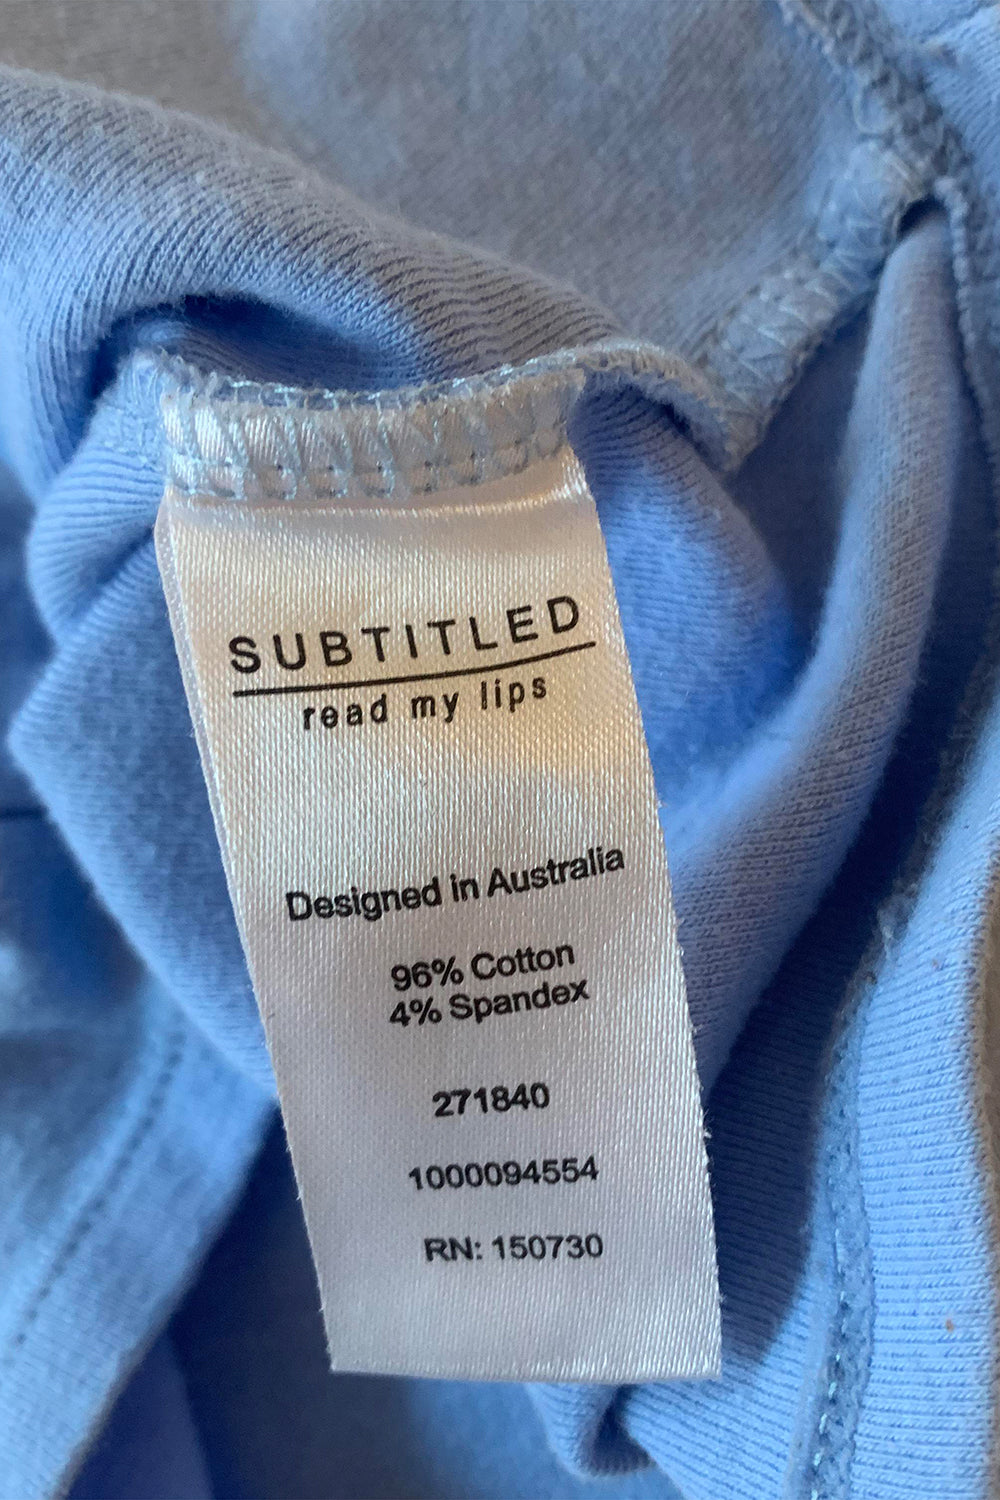 SUBTITLED
read my lips
Designed in Australia
96% Cotton
4% Spandex
271840
1000094554
RN: 150730